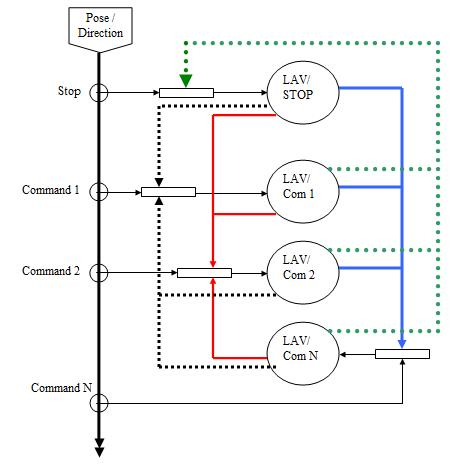 Pose /
Direction
Stop
LAV/
STOP
Command 1
LAV/
Com 1
Command 2
LAV/
Com 2
LAV/
Com N
Command N